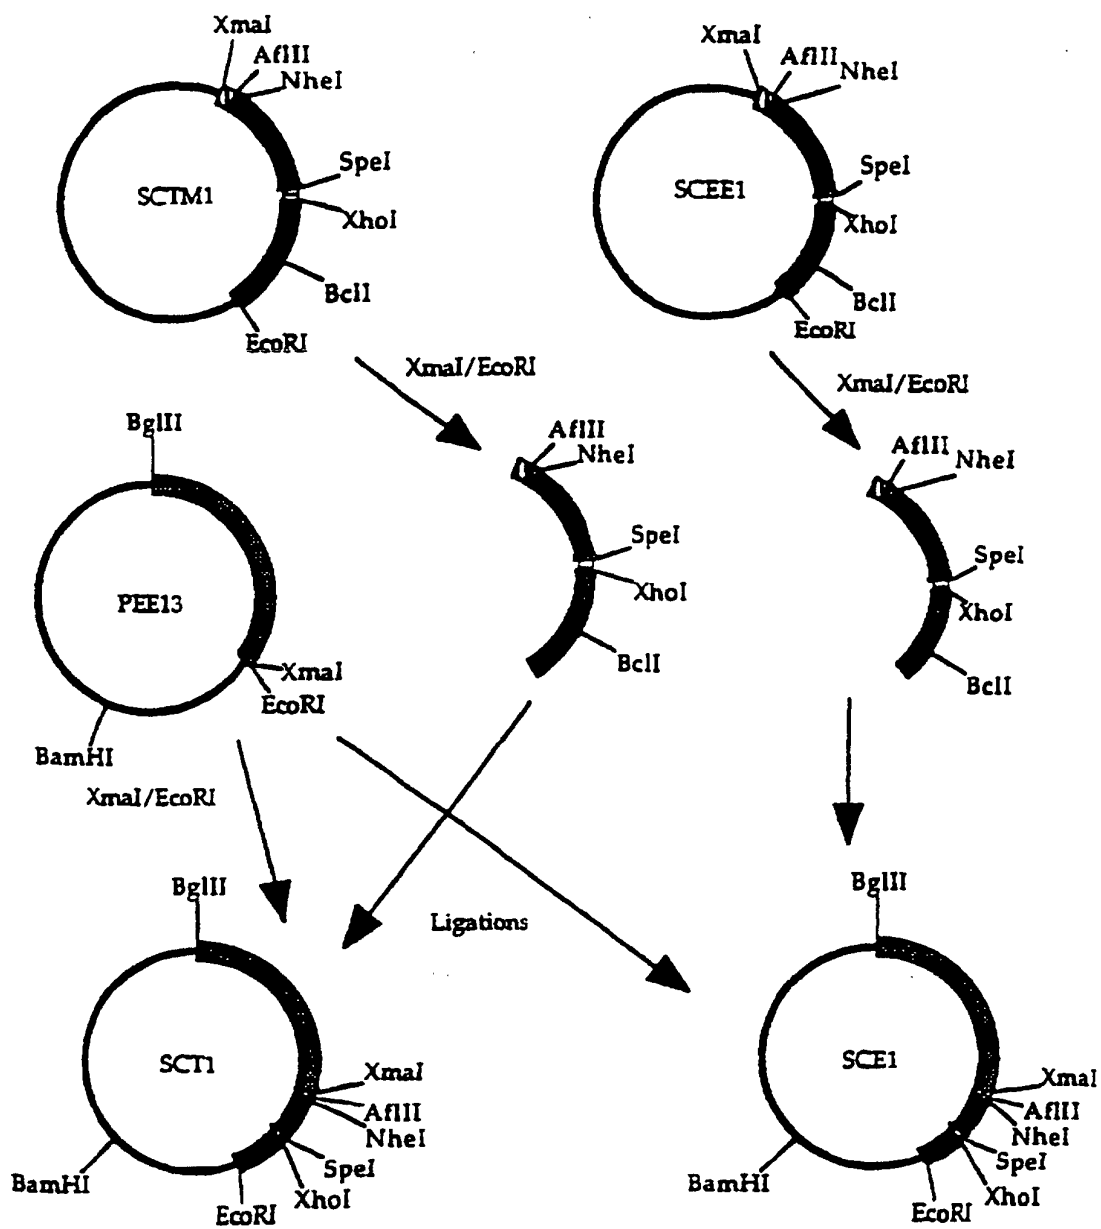 XmaI
AflII
NheI
SCTM1
SpeI
XhoI
BclI
EcoRI
XmaI
AflII
NheI
SCEE1
SpeI
XhoI
BclI
EcoRI
XmaI/EcoRI
XmaI/EcoRI
BglII
PEE13
XmaI
EcoRI
BamHI
AflII
NheI
SpeI
XhoI
BclI
AflII
NheI
SpeI
XhoI
BclI
XmaI/EcoRI
Ligations
BglII
SCT1
XmaI
AflII
NheI
SpeI
XhoI
EcoRI
BamHI
BglII
SCE1
XmaI
AflII
NheI
SpeI
XhoI
EcoRI
BamHI